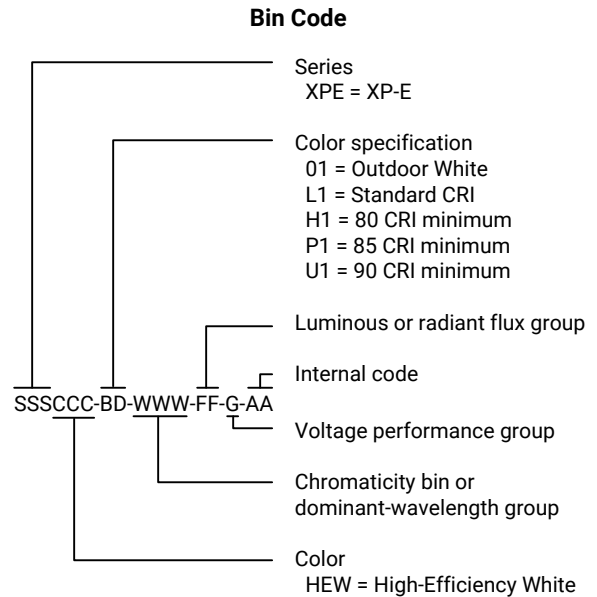 Bin Code
Series
XPE = XP-E
Color specification
01 = Outdoor White
L1 = Standard CRI
H1 = 80 CRI minimum
P1 = 85 CRI minimum
U1 = 90 CRI minimum
Luminous or radiant flux group
Internal code
SSSCCC-BD-WWW-FF-G-AA
Voltage performance group
Chromaticity bin or
dominant-wavelength group
Color
HEW = High-Efficiency White